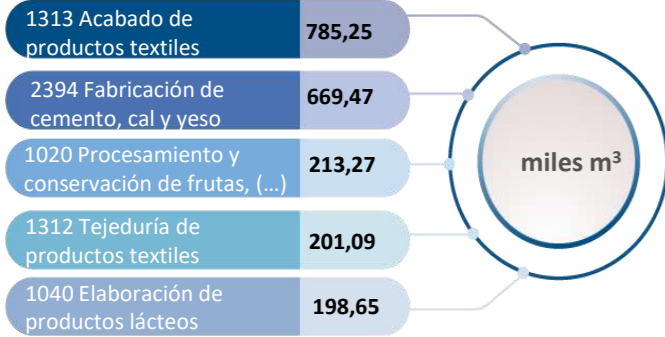 1313 Acabado de
productos textiles
785,25
2394 Fabricación de
cemento, cal y yeso
669,47
1020 Procesamiento y
conservación de frutas, (...)
213,27
1312 Tejeduría de
productos textiles
201,09
1040 Elaboración de
productos lácteos
198,65
miles m³